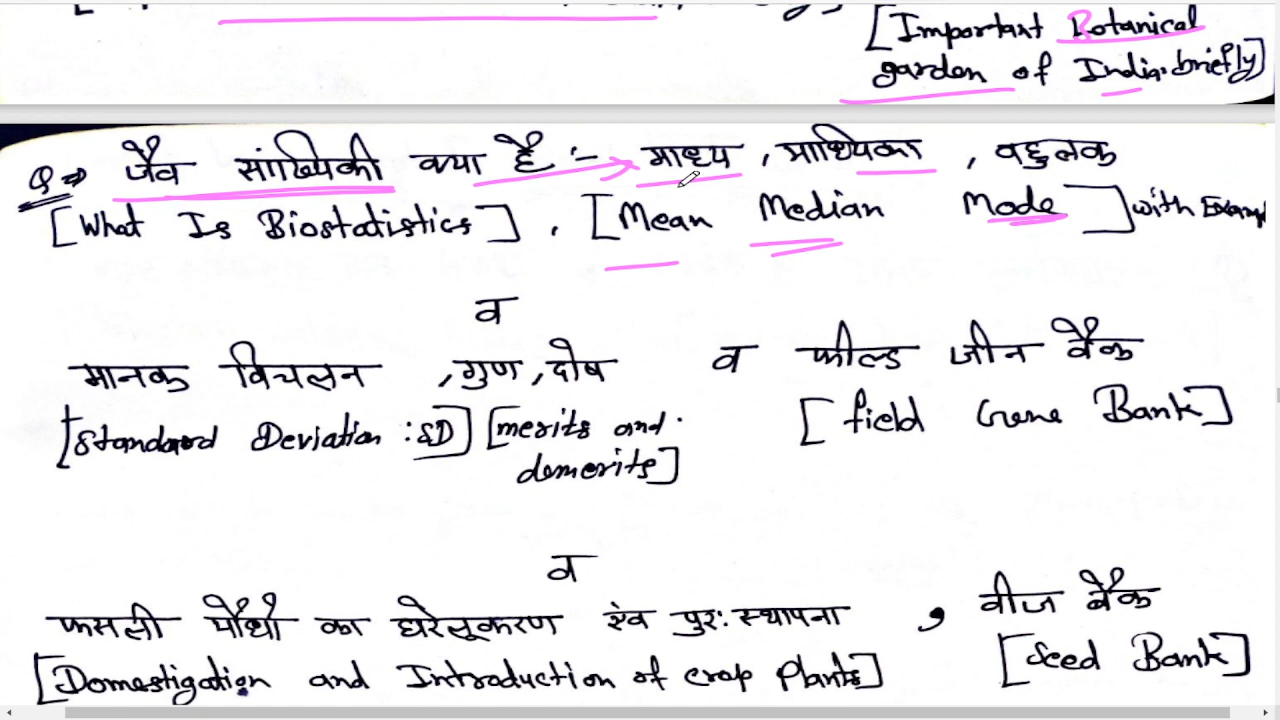 [Important Botanical
garden of India.briefly]
Q ⇒ जैव सांख्यिकी क्या है :- → माध्य , माध्यिका , बहुलक
[What Is Biostatistics] , [Mean Median Mode] with Examp
व
मानक विचलन , गुण , दोष व फील्ड जीन बैंक
[Standard Deviation : SD] [merits and demerits] [field Gene Bank]
व
फसली पौधों का घरेलूकरण एंव पुर:स्थापना , बीज बैंक
[Domestigation and Introduction of crop Plants] [Seed Bank]